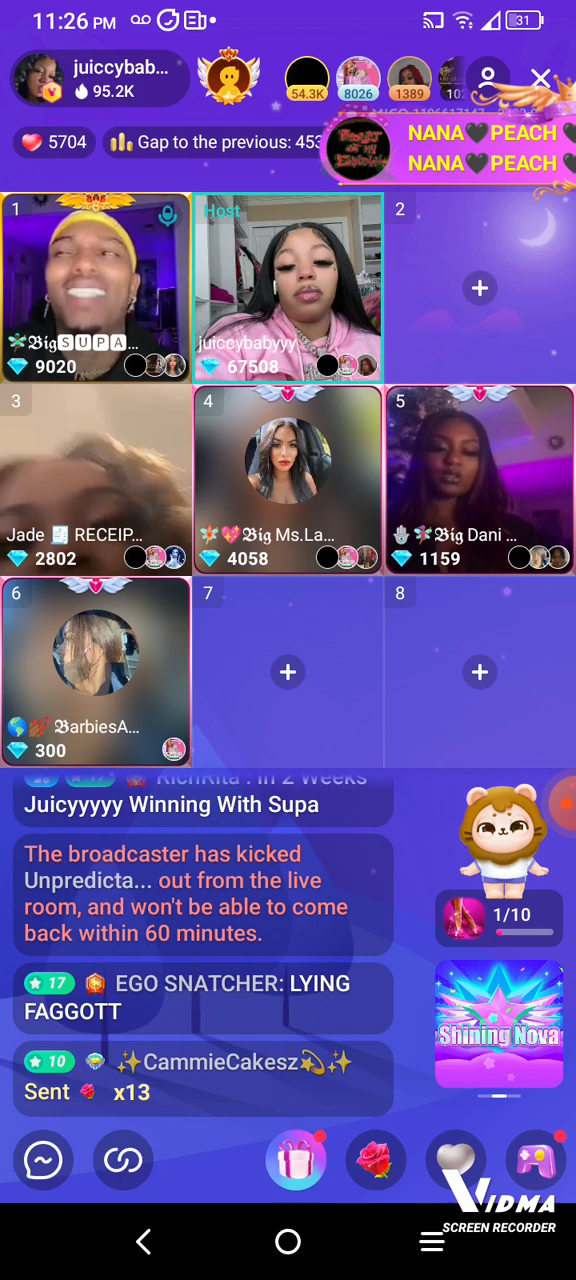 11:26 PM
31
juiccybab...
95.2K
54.3K
8026
1389
5704
Gap to the previous: 453
NANA🖤PEACH
NANA🖤PEACH
1
𝕭𝖎𝖌🆂🆄🅿🅰...
9020
Host
juiccybabyyy
67508
2
3
Jade 🧾 RECEIP...
2802
4
🧚💖𝕭𝖎𝖌 Ms.La...
4058
5
𝕭𝖎𝖌 Dani ...
1159
6
🌎💅🏾 𝕭arbiesA...
300
7
8
RichRita : In 2 Weeks
Juicyyyyy Winning With Supa
The broadcaster has kicked
Unpredicta... out from the live
room, and won't be able to come
back within 60 minutes.
17 EGO SNATCHER: LYING
FAGGOTT
10 ✨CammieCakesz💫✨
Sent 🌹 x13
1/10
Shining Nova
VIDMA
SCREEN RECORDER